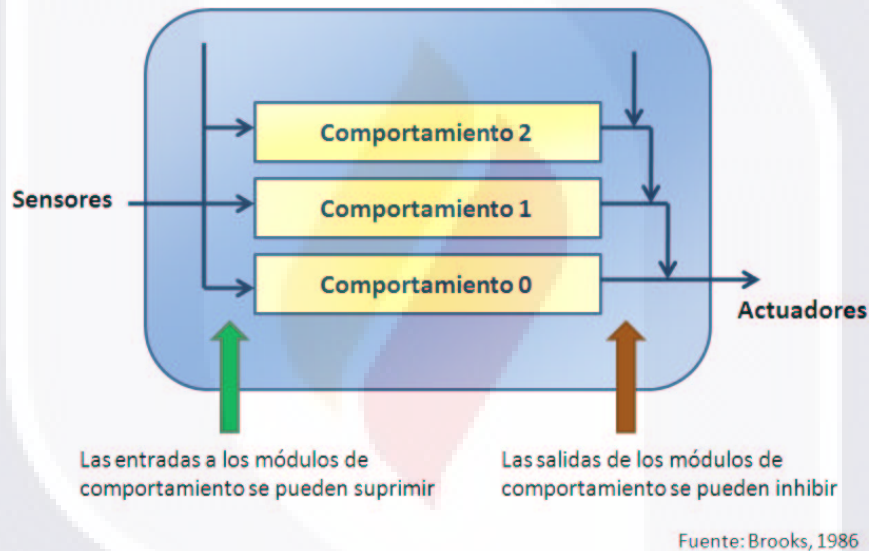 Comportamiento 2
Sensores
Comportamiento 1
Comportamiento 0
Actuadores
Las entradas a los módulos de
comportamiento se pueden suprimir
Las salidas de los módulos de
comportamiento se pueden inhibir
Fuente: Brooks, 1986